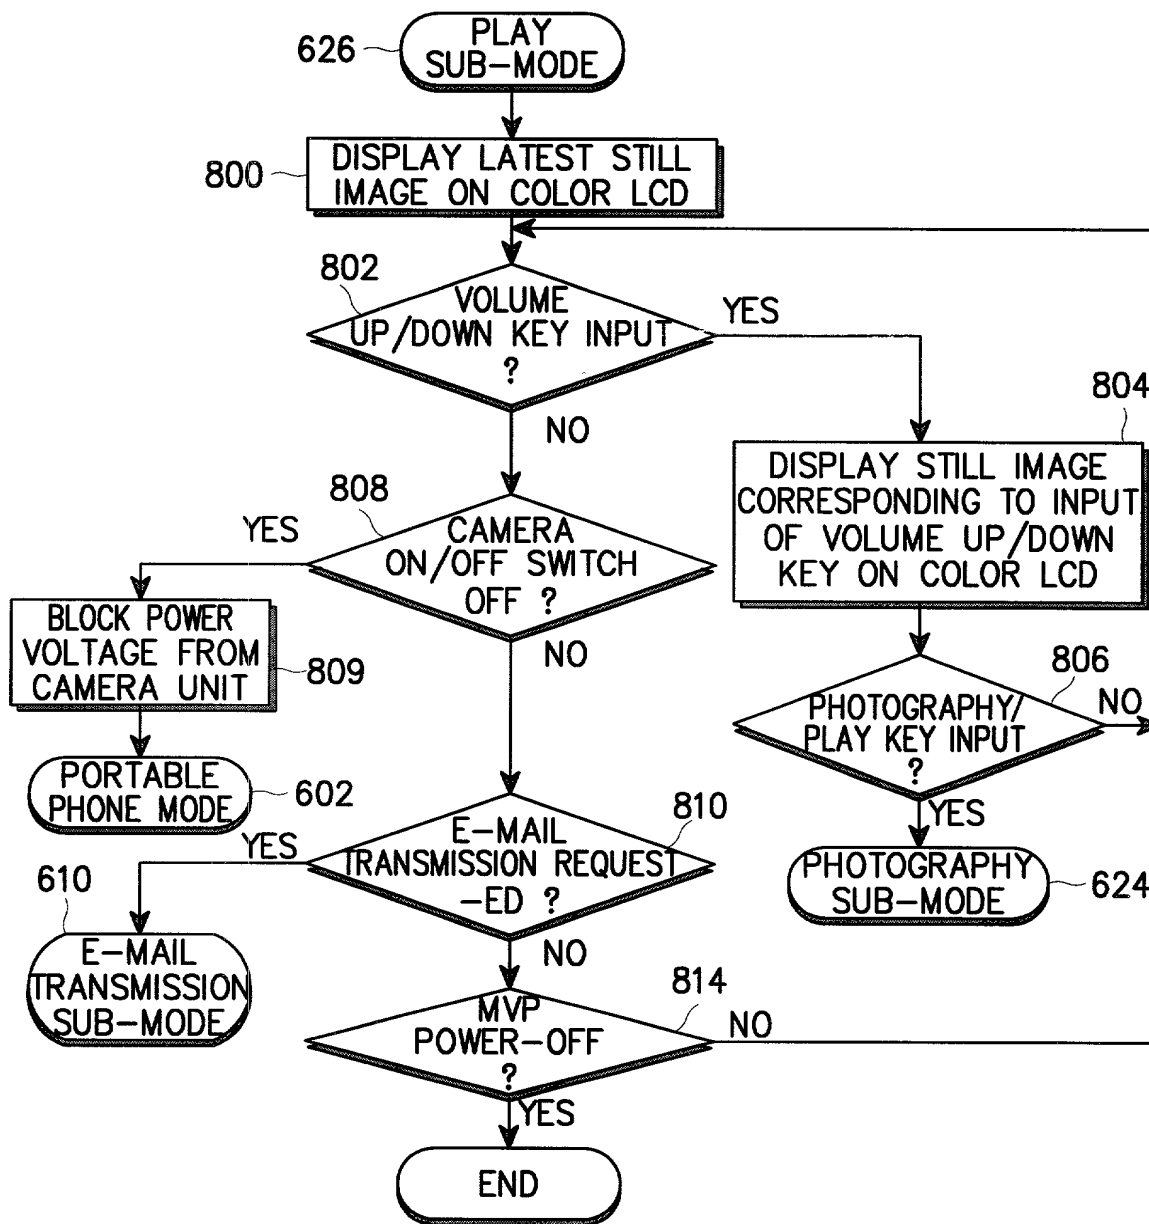 626
PLAY
SUB-MODE
800
DISPLAY LATEST STILL
IMAGE ON COLOR LCD
802
VOLUME
UP/DOWN KEY INPUT
?
YES
NO
804
DISPLAY STILL IMAGE
CORRESPONDING TO INPUT
OF VOLUME UP/DOWN
KEY ON COLOR LCD
808
CAMERA
ON/OFF SWITCH
OFF ?
YES
NO
BLOCK POWER
VOLTAGE FROM
CAMERA UNIT
809
806
PHOTOGRAPHY/
PLAY KEY INPUT
?
NO
YES
PORTABLE
PHONE MODE
602
810
E-MAIL
TRANSMISSION REQUEST
-ED ?
YES
NO
PHOTOGRAPHY
SUB-MODE
624
610
E-MAIL
TRANSMISSION
SUB-MODE
814
MVP
POWER-OFF
?
NO
YES
END